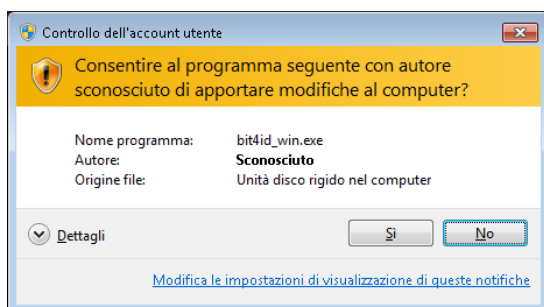 Controllo dell'account utente
Consentire al programma seguente con autore
sconosciuto di apportare modifiche al computer?
Nome programma: bit4id_win.exe
Autore: Sconosciuto
Origine file: Unità disco rigido nel computer
Dettagli Sì No
Modifica le impostazioni di visualizzazione di queste notifiche